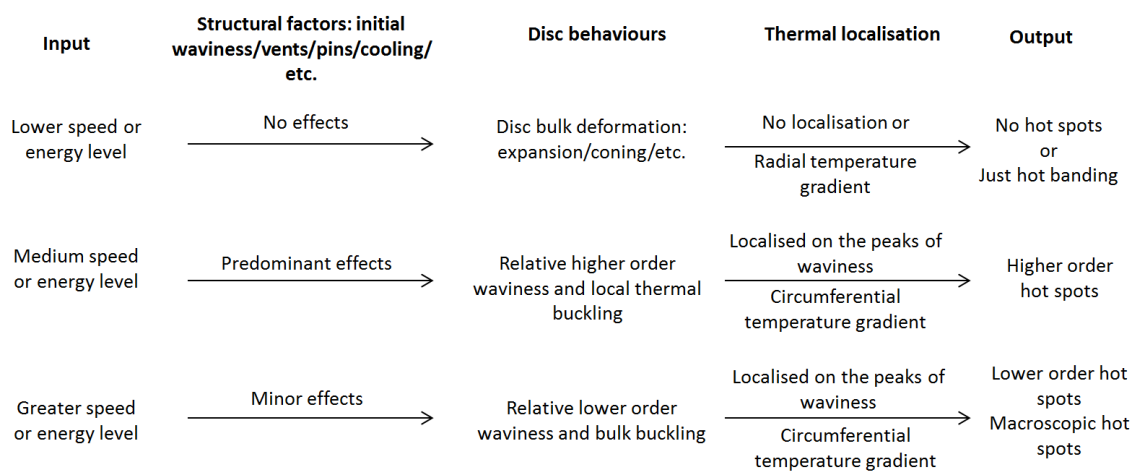 Input
Structural factors: initial
waviness/vents/pins/cooling/
etc.
Disc behaviours
Thermal localisation
Output
Lower speed or
energy level
No effects
Disc bulk deformation:
expansion/coning/etc.
No localisation or
Radial temperature
gradient
No hot spots
or
Just hot banding
Medium speed
or energy level
Predominant effects
Relative higher order
waviness and local thermal
buckling
Localised on the peaks of
waviness
Circumferential
temperature gradient
Higher order
hot spots
Greater speed
or energy level
Minor effects
Relative lower order
waviness and bulk buckling
Localised on the peaks of
waviness
Circumferential
temperature gradient
Lower order hot
spots
Macroscopic hot
spots